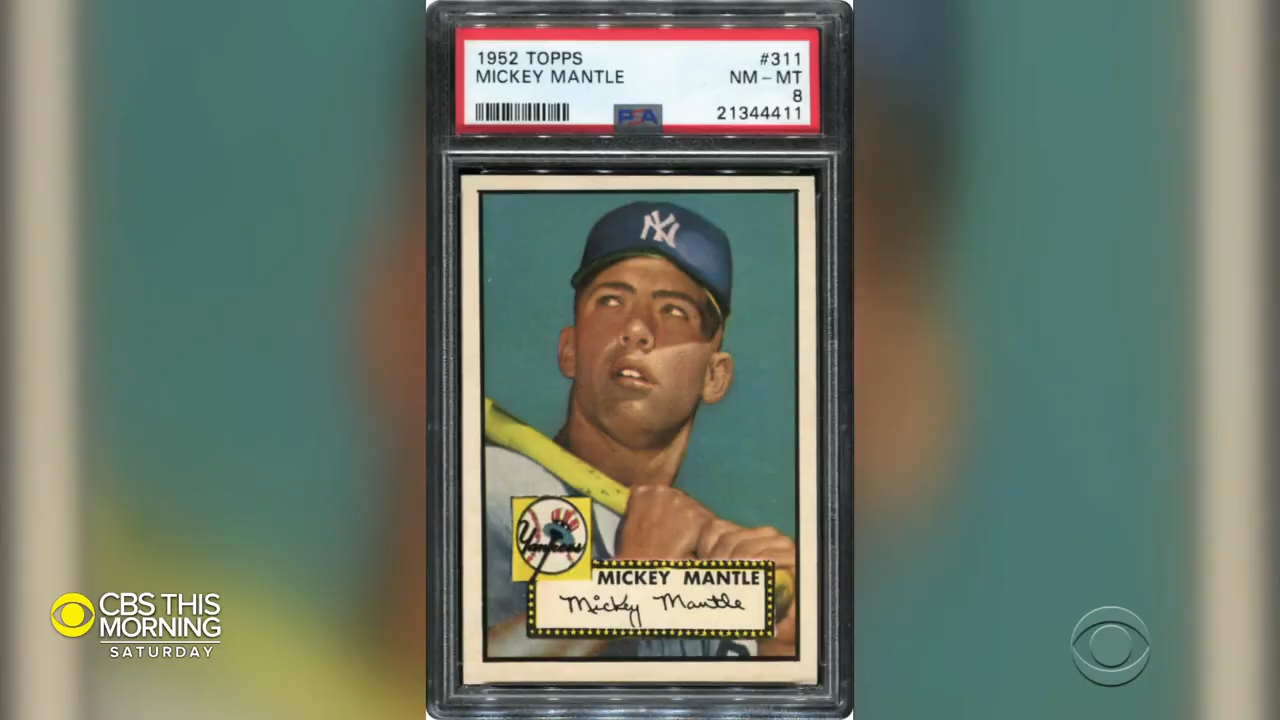 1952 TOPPS #311
MICKEY MANTLE NM-MT
8
PSA 21344411
NY
Yankees
MICKEY MANTLE
Mickey Mantle
CBS THIS
MORNING
SATURDAY